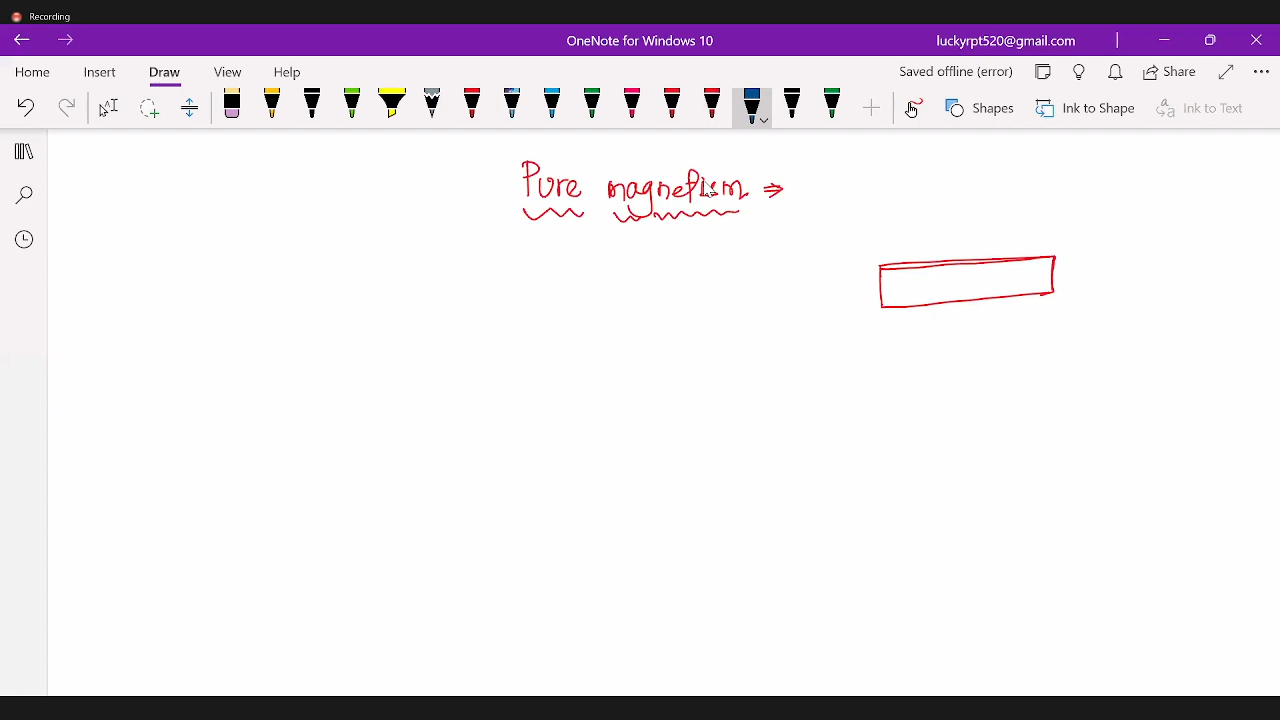 Recording
OneNote for Windows 10
luckyrpt520@gmail.com
Home Insert Draw View Help
Saved offline (error)
Share
Shapes
Ink to Shape
Ink to Text
Pure magnetism ⇒